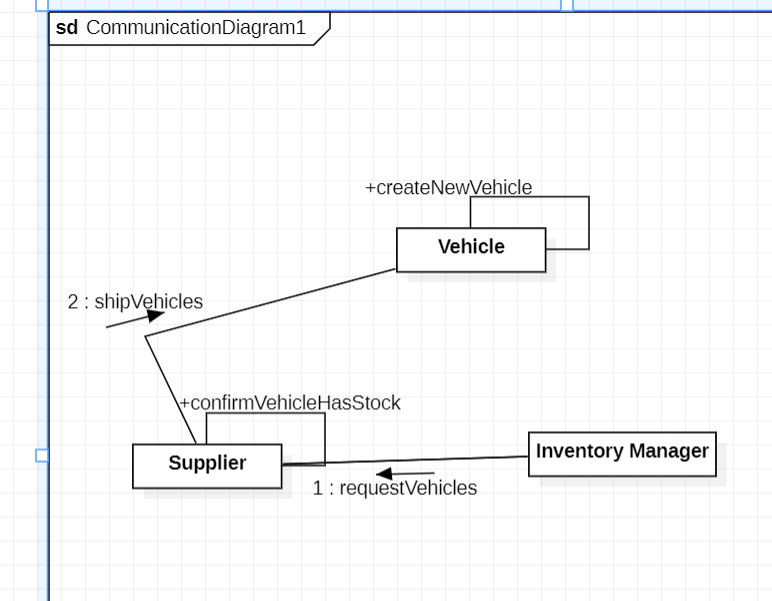 sd CommunicationDiagram1
+createNewVehicle
Vehicle
2 : shipVehicles
+confirmVehicleHasStock
Supplier
Inventory Manager
1 : requestVehicles